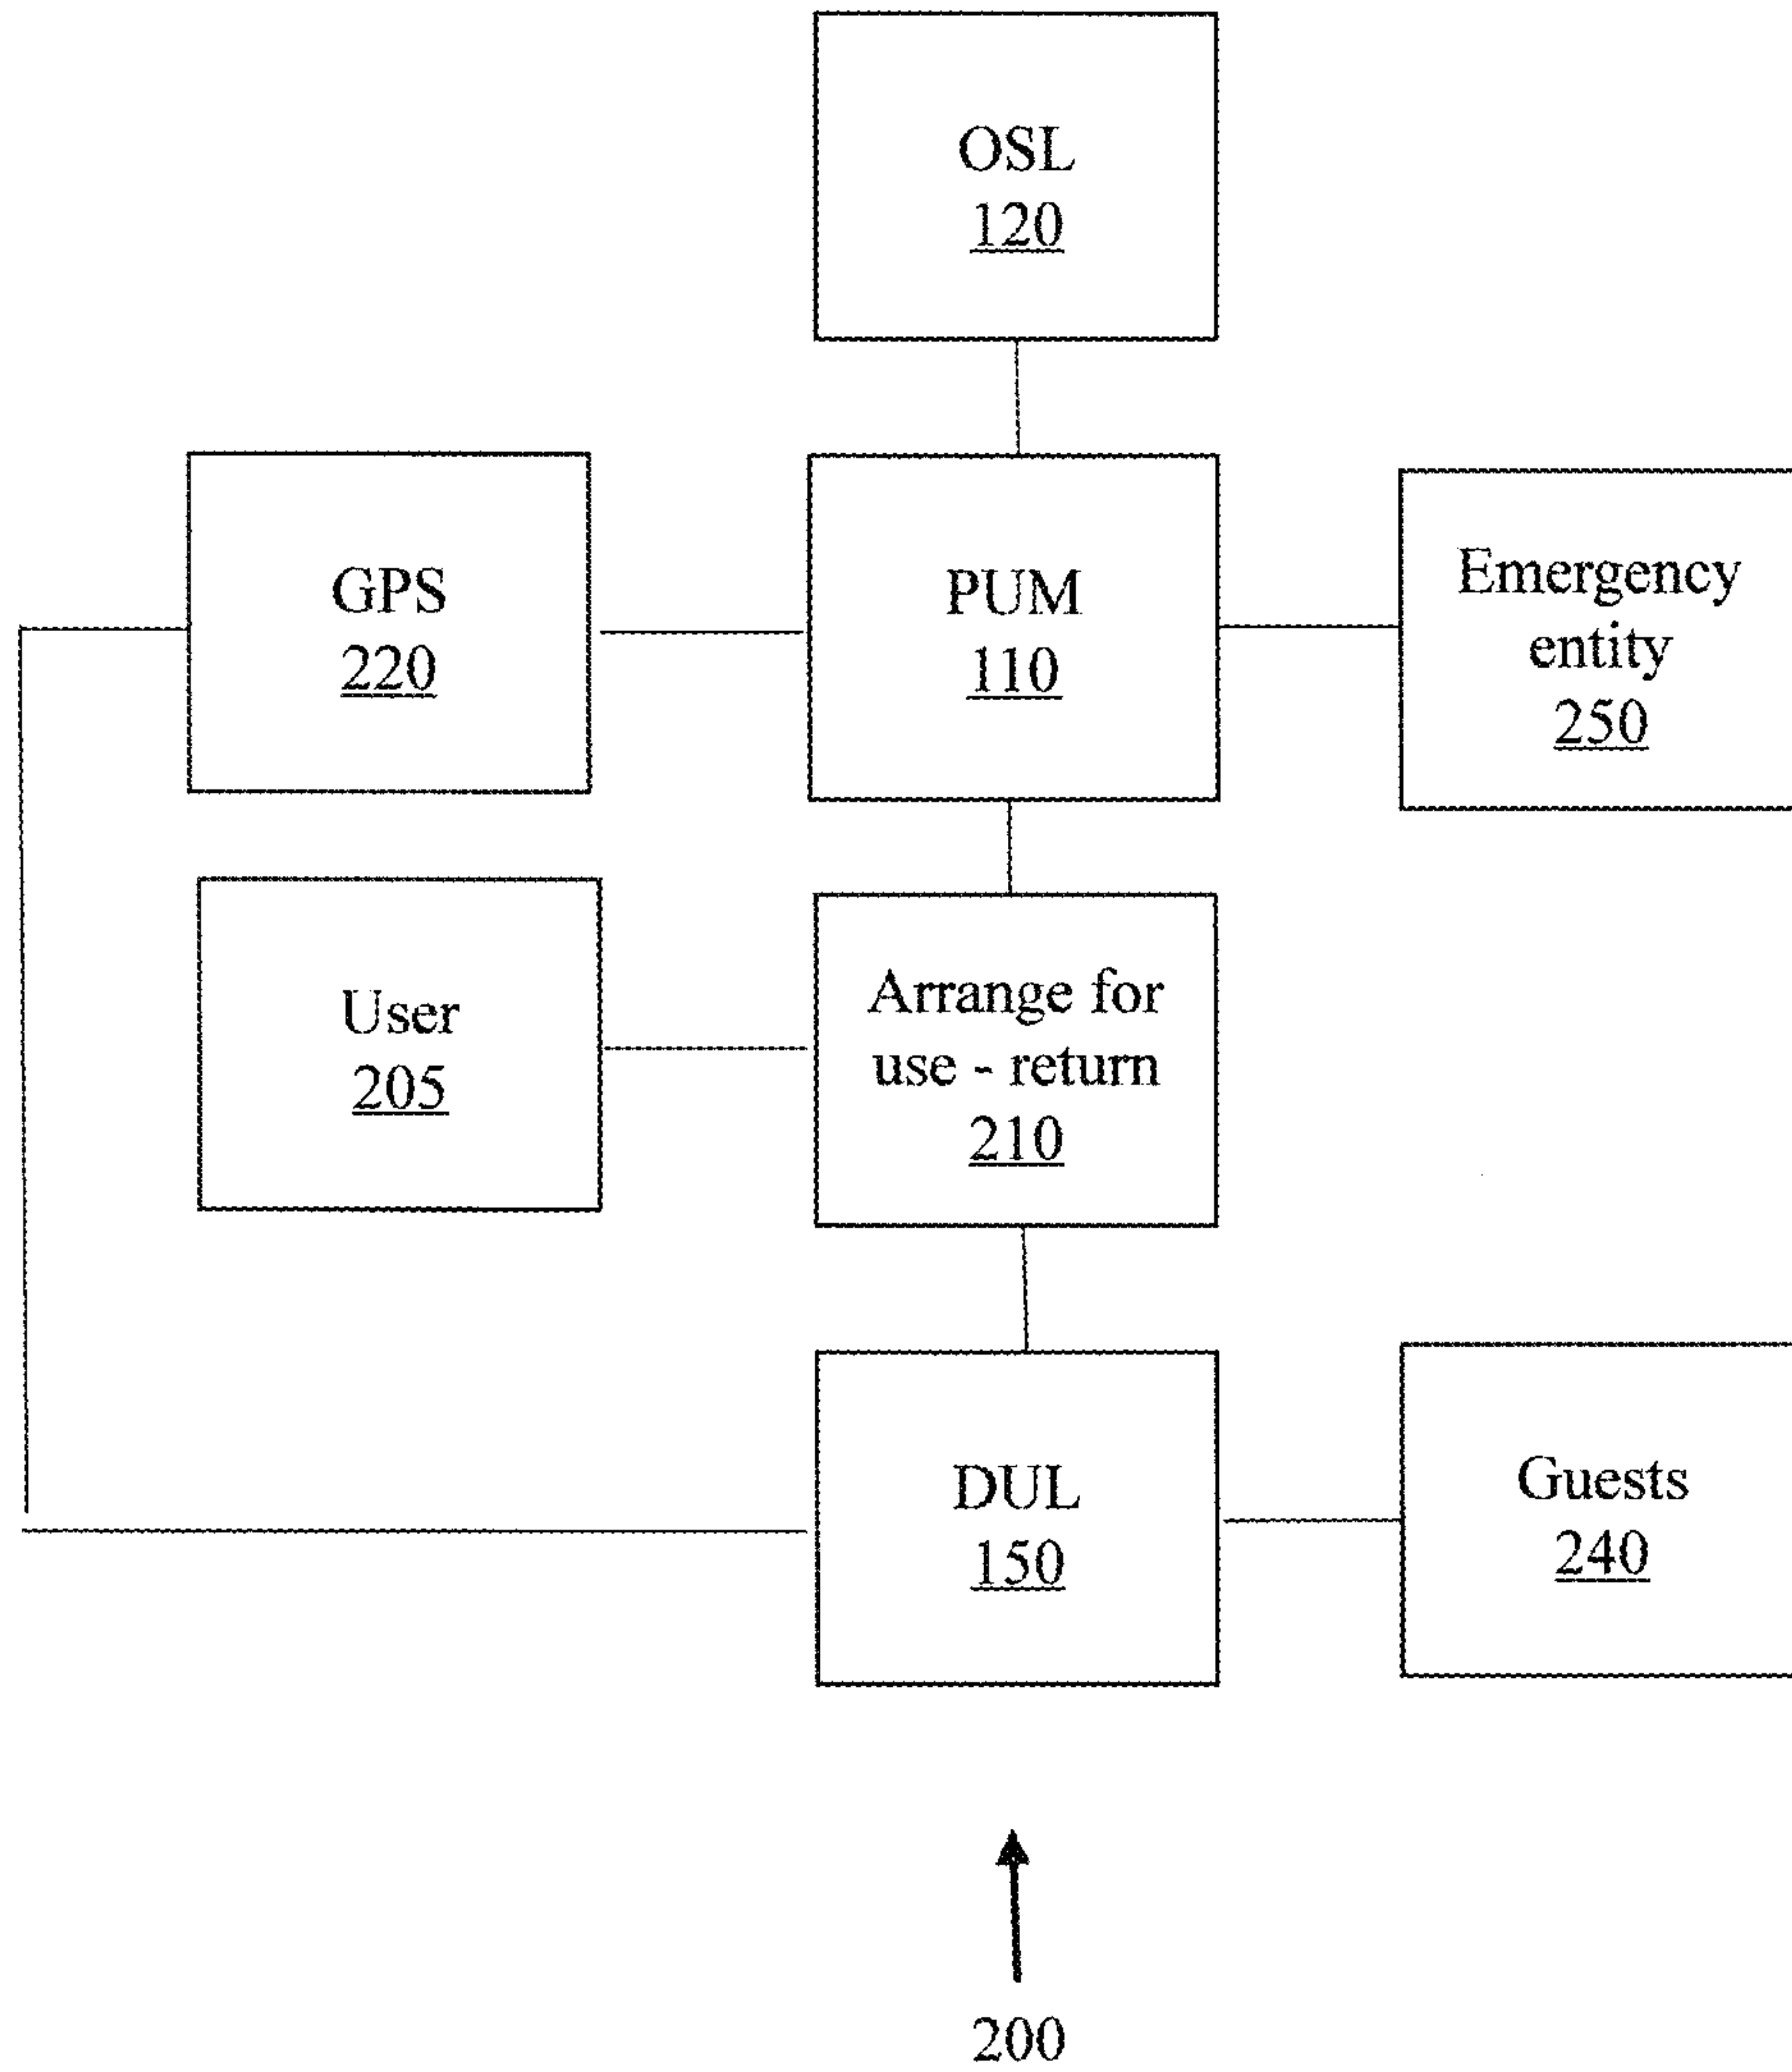 OSL
120
GPS
220
PUM
110
Emergency
entity
250
User
205
Arrange for
use - return
210
DUL
150
Guests
240
200